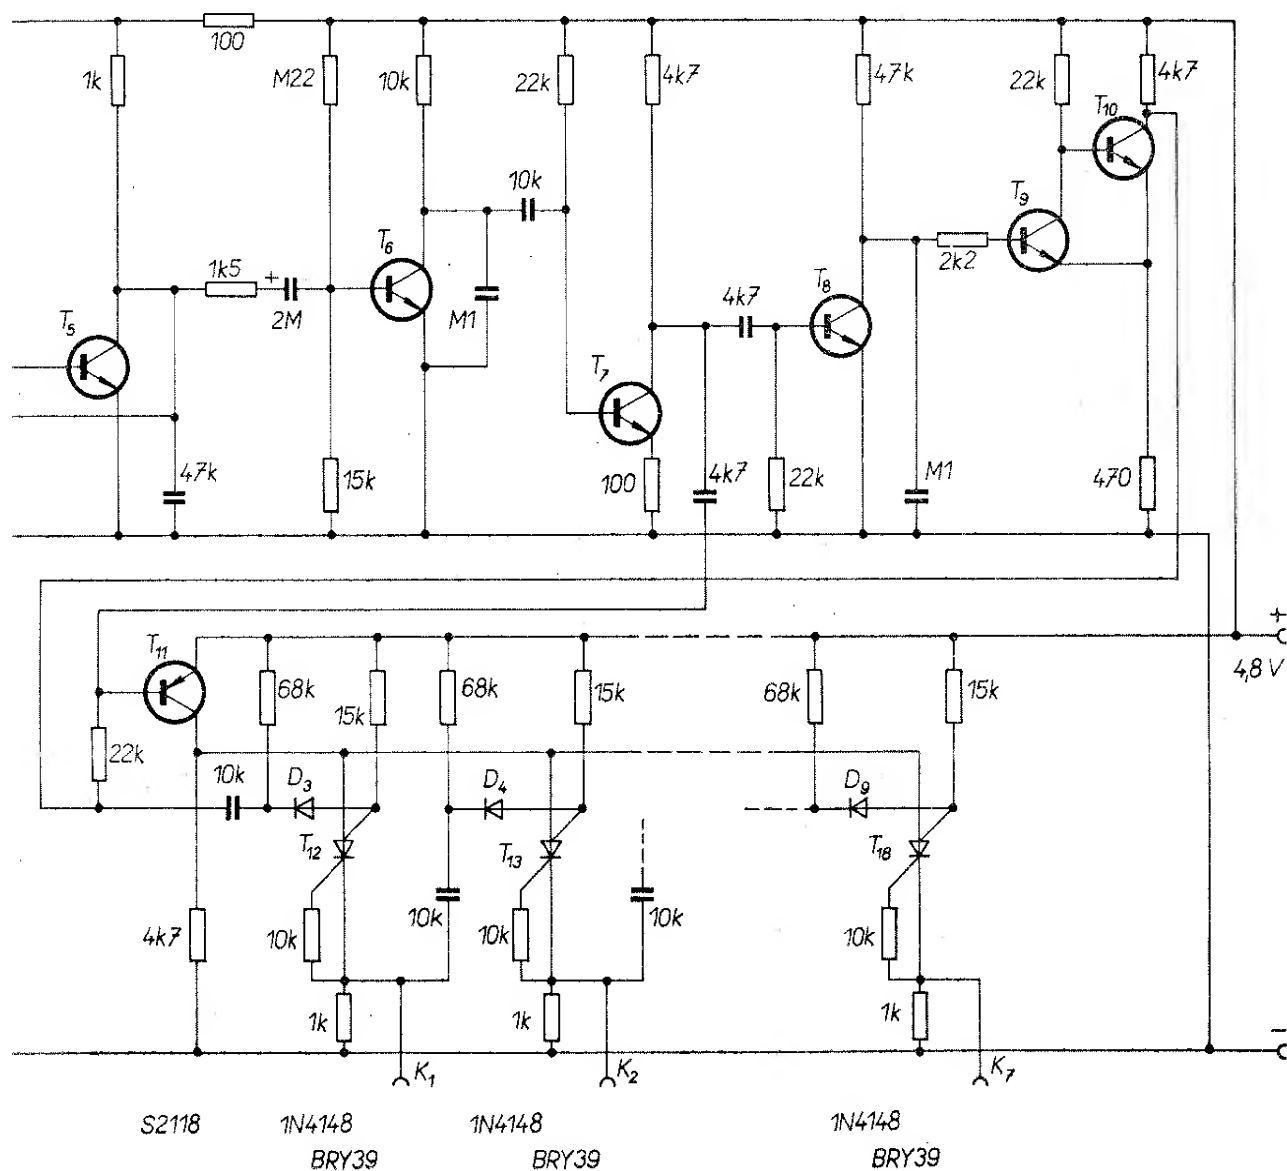 100
1k
M22
10k
22k
4k7
47k
22k
4k7
T10
10k
T6
T9
1k5
+
2M
M1
2k2
T5
4k7
T8
T7
47k
15k
100
4k7
22k
M1
470
+
T11
4,8 V
68k
15k
68k
15k
68k
15k
22k
10k
D3
D4
D9
T12
T13
T18
10k
10k
4k7
10k
10k
10k
1k
1k
1k
−
K1
K2
K7
S2118
1N4148
1N4148
1N4148
BRY39
BRY39
BRY39